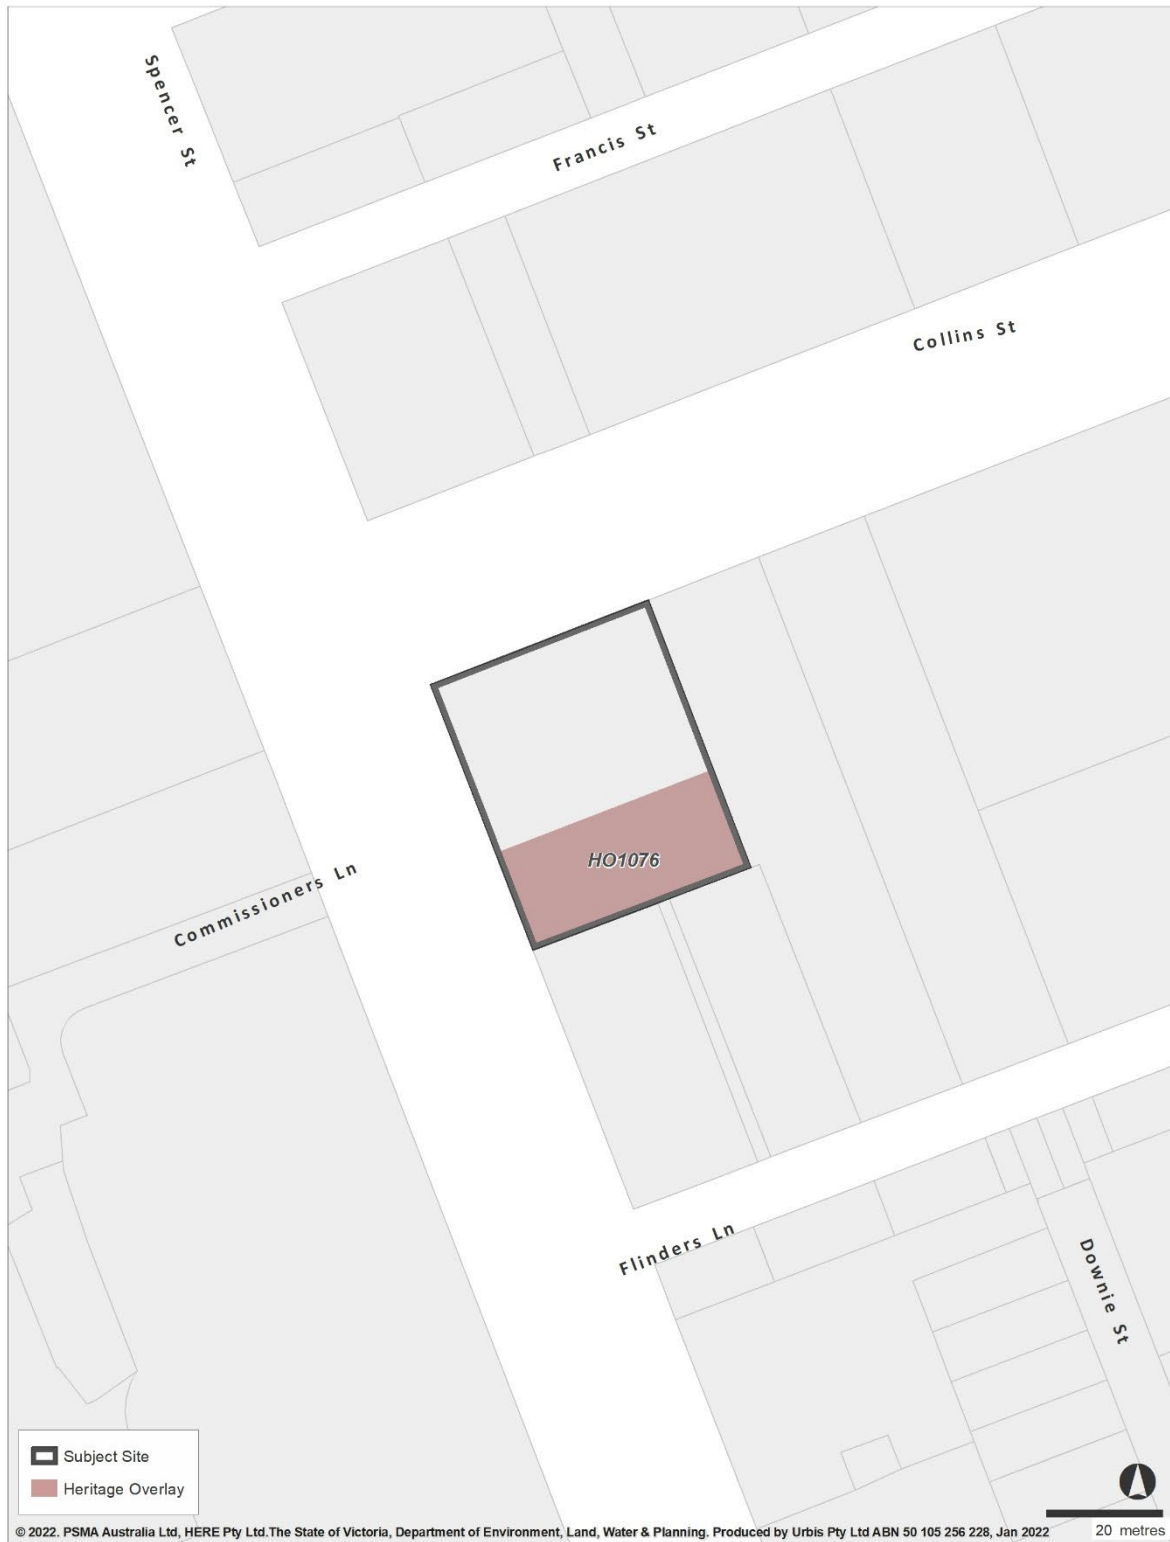 Spencer St
Francis St
Collins St
HO1076
Commissioners Ln
Flinders Ln
Downie St
Subject Site
Heritage Overlay
© 2022. PSMA Australia Ltd, HERE Pty Ltd.The State of Victoria, Department of Environment, Land, Water & Planning. Produced by Urbis Pty Ltd ABN 50 105 256 228, Jan 2022
20 metres